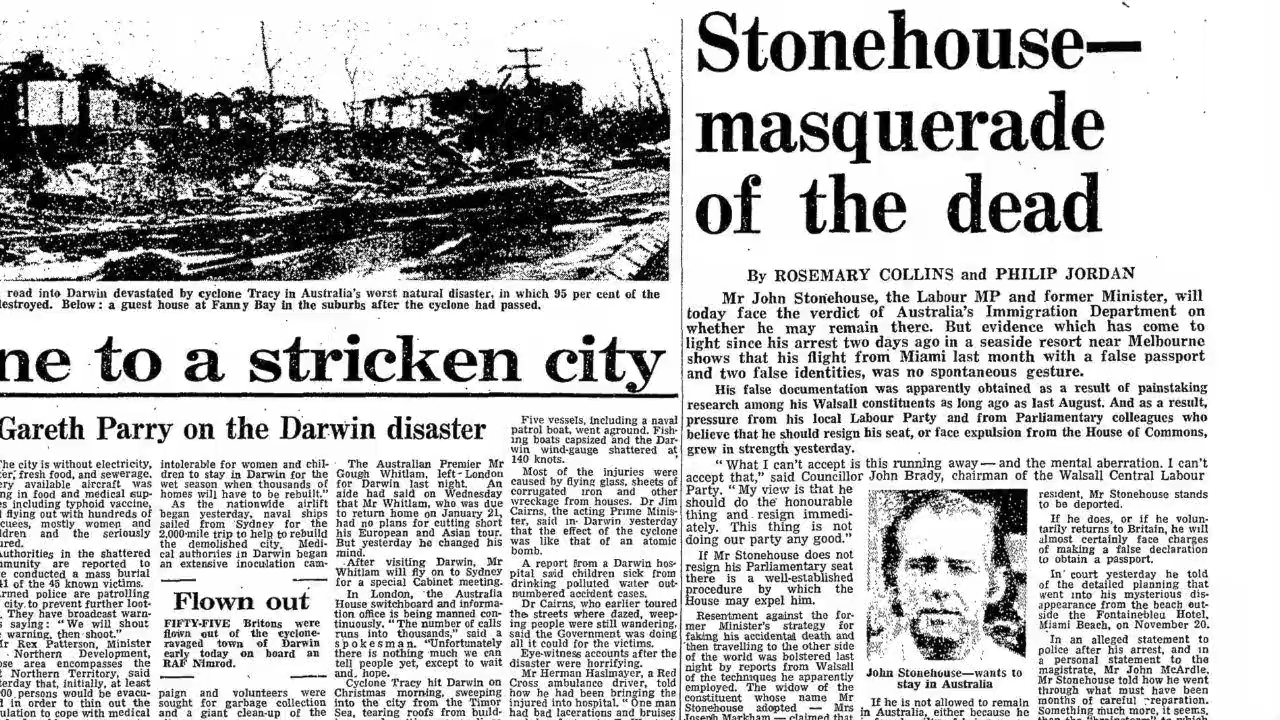 road into Darwin devastated by cyclone Tracy in Australia's worst natural disaster, in which 95 per cent of the
destroyed. Below: a guest house at Fanny Bay in the suburbs after the cyclone had passed.
ne to a stricken city
Gareth Parry on the Darwin disaster
The city is without electricity,
fresh food, and sewerage.
available aircraft was
in food and medical sup-
including typhoid vaccine,
flying out with hundreds of
mostly women and
and the seriously
Authorities in the shattered
are reported to
conducted a mass burial
of the 45 known victims.
police are patrolling
city to prevent further loot-
They have broadcast warn-
saying: "We will shout
warning, then shoot."
Mr Rex Patterson, Minister
Northern Development,
area encompasses the
Northern Territory, said
that, initially, at least
persons would be evacu-
in order to thin out the
to cope with medical
intolerable for women and chil-
dren to stay in Darwin for the
wet season when thousands of
homes will have to be rebuilt."
As the nationwide airlift
began yesterday, naval ships
sailed from Sydney for the
2,000-mile trip to help to rebuild
the demolished city. Medi-
cal authorities in Darwin began
an extensive inoculation cam-
Flown out
FIFTY-FIVE Britons were
flown out of the cyclone-
ravaged town of Darwin
early today on board an
RAF Nimrod.
paign and volunteers were
sought for garbage collection
and a giant clean-up of the
The Australian Premier Mr
Gough Whitlam, left London
for Darwin last night. An
aide had said on Wednesday
that Mr Whitlam, who was due
to return home on January 21,
had no plans for cutting short
his European and Asian tour.
But yesterday he changed his
mind.
After visiting Darwin, Mr
Whitlam will fly on to Sydney
for a special Cabinet meeting.
In London, the Australia
House switchboard and informa-
tion office is being manned con-
tinuously. "The number of calls
runs into thousands," said a
spokesman. "Unfortunately
there is nothing much we can
tell people yet, except to wait
and, hope.
Cyclone Tracy hit Darwin on
Christmas morning, sweeping
into the city from the Timor
Sea, tearing roofs from build-
Five vessels, including a naval
patrol boat, went aground. Fish-
ing boats capsized and the Dar-
win wind-gauge shattered at
140 knots.
Most of the injuries were
caused by flying glass, sheets of
corrugated iron and other
wreckage from houses. Dr Jim
Cairns, the acting Prime Minis-
ter, said in Darwin yesterday
that the effect of the cyclone
was like that of an atomic
bomb.
A report from a Darwin hos-
pital said children sick from
drinking polluted water out-
numbered accident cases.
Dr Cairns, who earlier toured
the streets where dazed, weep-
ing people were still wandering,
said the Government was doing
all it could for the victims.
Eye-witness accounts after the
disaster were horrifying.
Mr Herman Haslmayer, a Red
Cross ambulance driver, told
how he had been bringing the
injured into hospital. "One man
had bad lacerations and bruises
Stonehouse—
masquerade
of the dead
By ROSEMARY COLLINS and PHILIP JORDAN
Mr John Stonehouse, the Labour MP and former Minister, will
today face the verdict of Australia's Immigration Department on
whether he may remain there. But evidence which has come to
light since his arrest two days ago in a seaside resort near Melbourne
shows that his flight from Miami last month with a false passport
and two false identities, was no spontaneous gesture.
His false documentation was apparently obtained as a result of painstaking
research among his Walsall constituents as long ago as last August. And as a result,
pressure from his local Labour Party and from Parliamentary colleagues who
believe that he should resign his seat, or face expulsion from the House of Commons,
grew in strength yesterday.
"What I can't accept is this running away — and the mental aberration. I can't
accept that," said Councillor John Brady, chairman of the Walsall Central Labour
Party. "My view is that he
should do the honourable
thing and resign immedi-
ately. This thing is not
doing our party any good."
If Mr Stonehouse does not
resign his Parliamentary seat
there is a well-established
procedure by which the
House may expel him.
Resentment against the for-
mer Minister's strategy for
faking his accidental death and
then travelling to the other side
of the world was bolstered last
night by reports from Walsall
of the techniques he apparently
employed. The widow of the
constituent whose name Mr
Stonehouse adopted — Mrs
Joseph Markham — claimed that
John Stonehouse—wants to
stay in Australia
If he is not allowed to remain
in Australia, either because he
resident, Mr Stonehouse stands
to be deported.
If he does, or if he volun-
tarily returns to Britain, he will
almost certainly face charges
of making a false declaration
to obtain a passport.
In court yesterday he told
of the detailed planning that
went into his mysterious dis-
appearance from the beach out-
side the Fontainebleu Hotel,
Miami Beach, on November 20.
In an alleged statement to
police after his arrest, and in
a personal statement to the
magistrate, Mr John McArdle,
Mr Stonehouse told how he went
through what must have been
months of careful preparation.
Something much more, it seems,